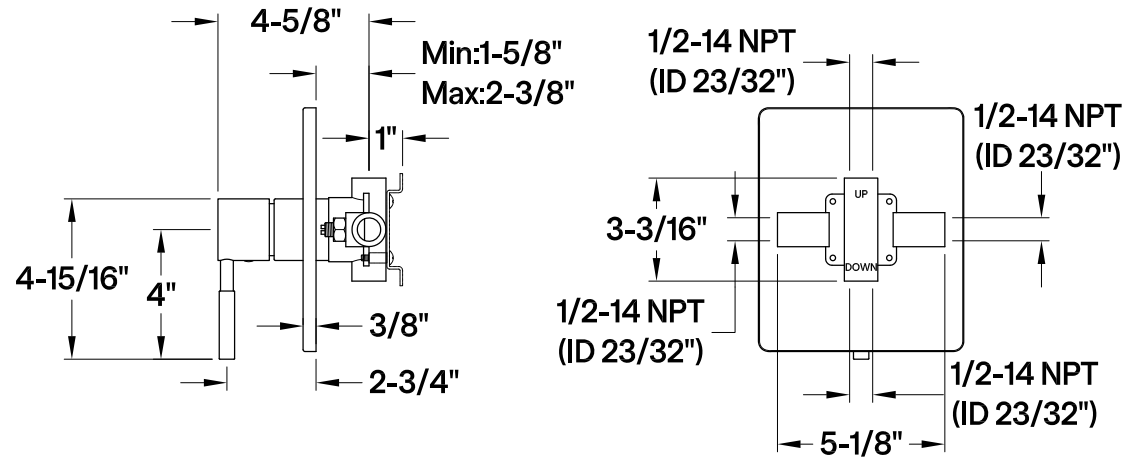 4-5/8"
Min:1-5/8"
Max:2-3/8"
1"
4-15/16"
4"
3/8"
2-3/4"
1/2-14 NPT
(ID 23/32")
1/2-14 NPT
(ID 23/32")
UP
3-3/16"
DOWN
1/2-14 NPT
(ID 23/32")
1/2-14 NPT
(ID 23/32")
5-1/8"